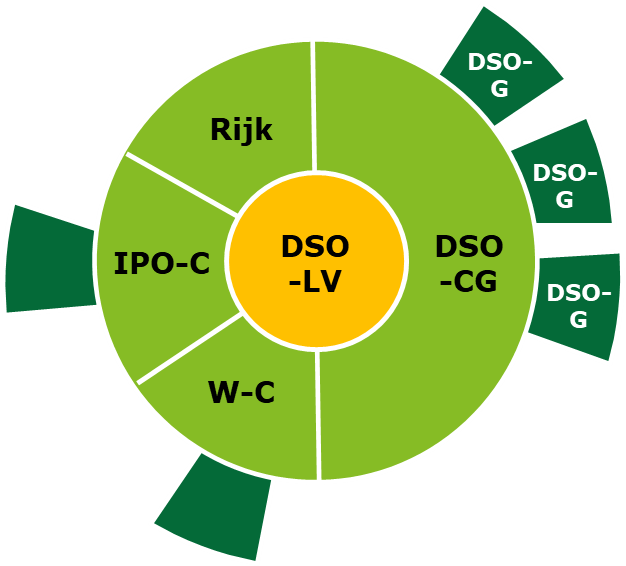 DSO-
G
Rijk
DSO-
G
DSO
-LV
DSO
-CG
IPO-C
DSO-
G
W-C